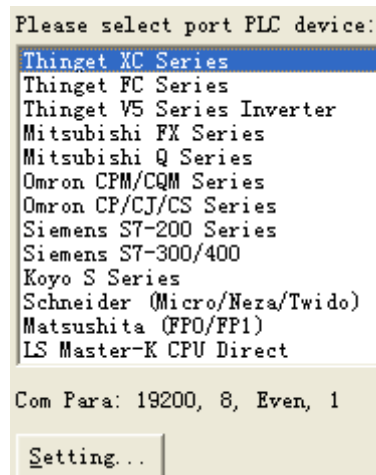 Please select port PLC device:
Thinget XC Series
Thinget FC Series
Thinget V5 Series Inverter
Mitsubishi FX Series
Mitsubishi Q Series
Omron CPM/CQM Series
Omron CP/CJ/CS Series
Siemens S7-200 Series
Siemens S7-300/400
Koyo S Series
Schneider (Micro/Neza/Twido)
Matsushita (FP0/FP1)
LS Master-K CPU Direct
Com Para: 19200, 8, Even, 1
Setting...